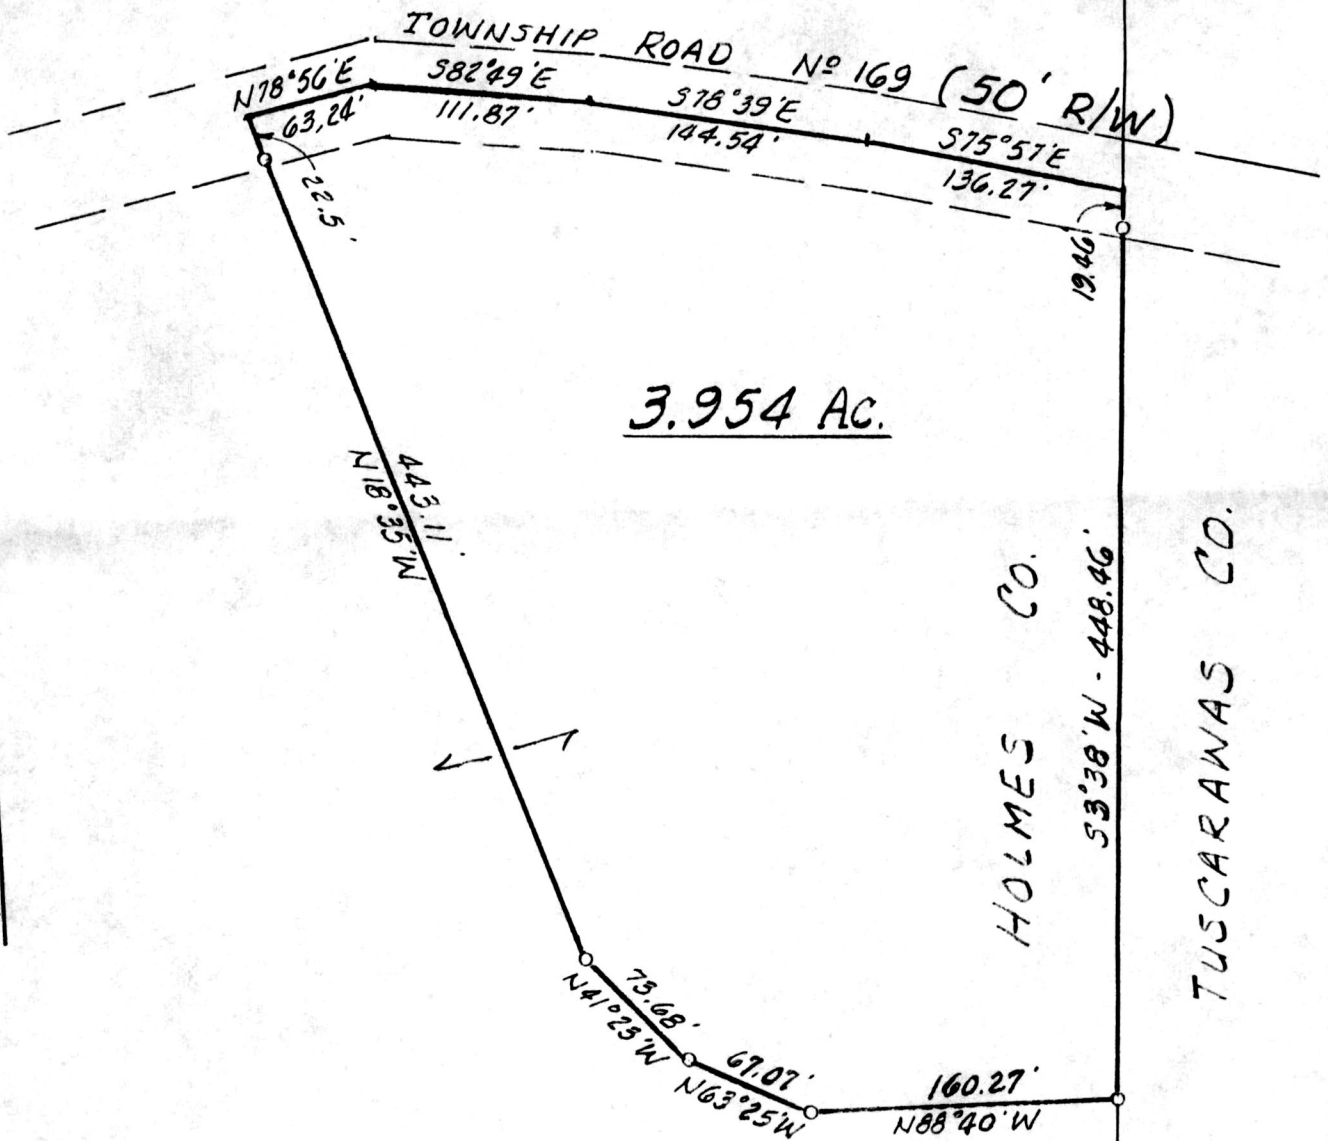 TOWNSHIP ROAD Nº 169 (50' R/W)
N78°56'E
63,24'
S82°49'E
111.87'
S78°39'E
144.54'
S75°57'E
136.27'
22.5'
19.46'
3.954 AC.
443.11'
N18°35'W
HOLMES CO.
S3°38'W - 448.46'
TUSCARAWAS CO.
73.68'
N41°23'W
67.07'
N63°25'W
160.27'
N88°40'W